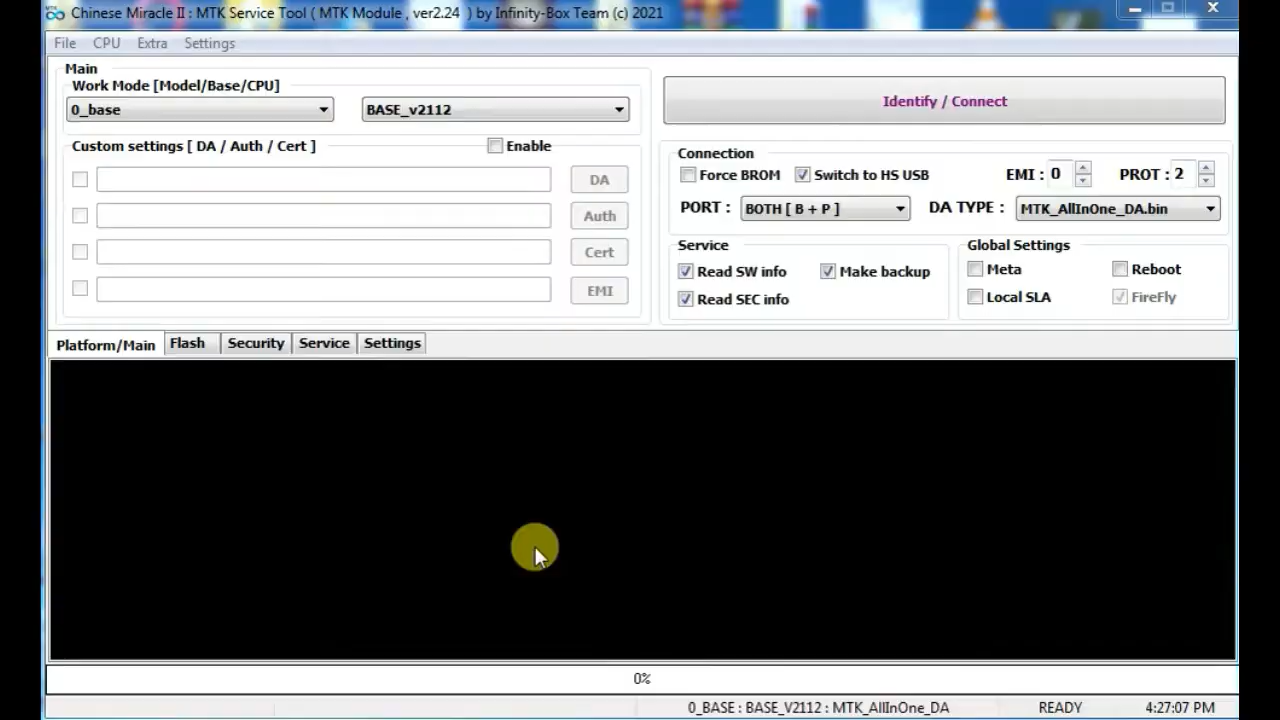 Chinese Miracle II : MTK Service Tool ( MTK Module , ver2.24 ) by Infinity-Box Team (c) 2021
File CPU Extra Settings
Main
Work Mode [Model/Base/CPU]
0_base BASE_v2112
Identify / Connect
Custom settings [ DA / Auth / Cert ] Enable
DA
Auth
Cert
EMI
Connection
Force BROM Switch to HS USB EMI : 0 PROT : 2
PORT : BOTH [ B + P ] DA TYPE : MTK_AllInOne_DA.bin
Service
Read SW info Make backup
Read SEC info
Global Settings
Meta Reboot
Local SLA FireFly
Platform/Main Flash Security Service Settings
0%
0_BASE : BASE_V2112 : MTK_AllInOne_DA READY 4:27:07 PM